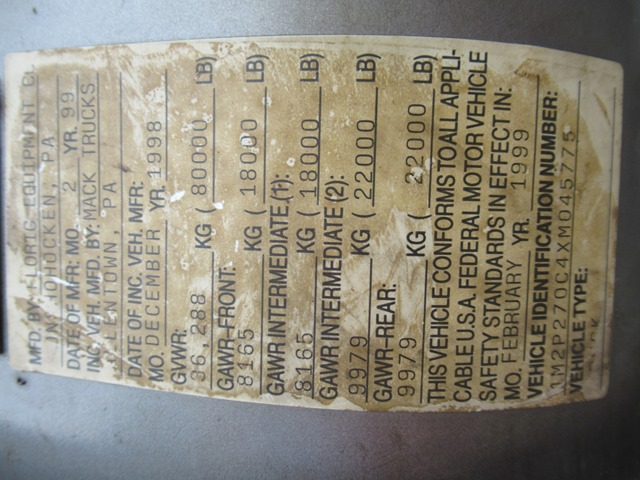 MFD. BY: EQUIPMENT C
HOCKEN, PA
DATE OF MFR: MO. 2 YR. 99
INC. VEH. MFD. BY: MACK TRUCKS
LENTOWN, PA
DATE OF INC. VEH. MFR:
MO. DECEMBER YR. 1998
GVWR:
36,288 KG ( 80000 LB)
GAWR-FRONT:
8165 KG ( 18000 LB)
GAWR INTERMEDIATE (1):
8165 KG ( 18000 LB)
GAWR INTERMEDIATE (2):
9979 KG ( 22000 LB)
GAWR-REAR:
9979 KG ( 22000 LB)
THIS VEHICLE CONFORMS TO ALL APPLI-
CABLE U.S.A. FEDERAL MOTOR VEHICLE
SAFETY STANDARDS IN EFFECT IN:
MO. FEBRUARY YR. 1999
VEHICLE IDENTIFICATION NUMBER:
1M2P270C4XM045775
VEHICLE TYPE: